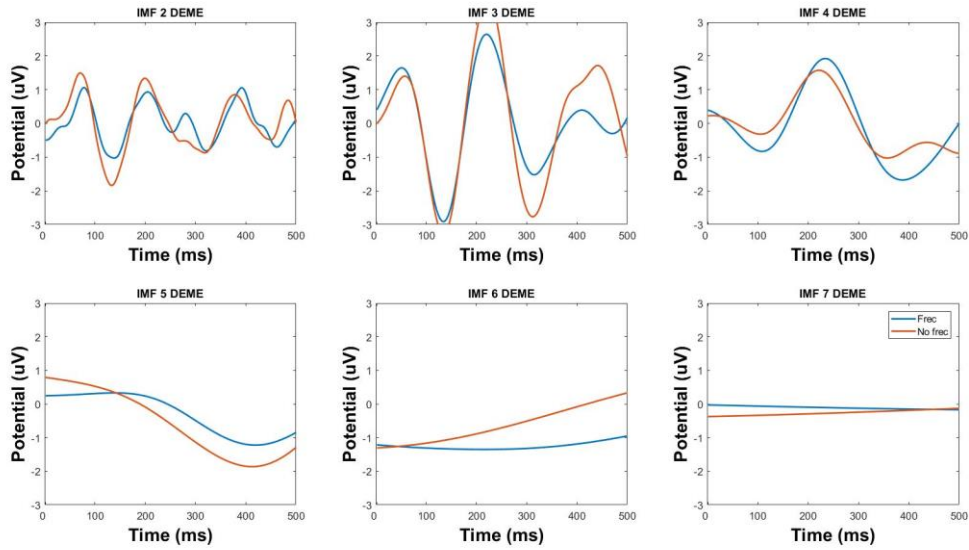 IMF 2 DEME
Potential (uV)
3
2
1
0
-1
-2
-3
0 100 200 300 400 500
Time (ms)
IMF 3 DEME
Potential (uV)
3
2
1
0
-1
-2
-3
0 100 200 300 400 500
Time (ms)
IMF 4 DEME
Potential (uV)
3
2
1
0
-1
-2
-3
0 100 200 300 400 500
Time (ms)
IMF 5 DEME
Potential (uV)
3
2
1
0
-1
-2
-3
0 100 200 300 400 500
Time (ms)
IMF 6 DEME
Potential (uV)
3
2
1
0
-1
-2
-3
0 100 200 300 400 500
Time (ms)
IMF 7 DEME
Potential (uV)
3
2
1
0
-1
-2
-3
0 100 200 300 400 500
Time (ms)
Frec
No frec